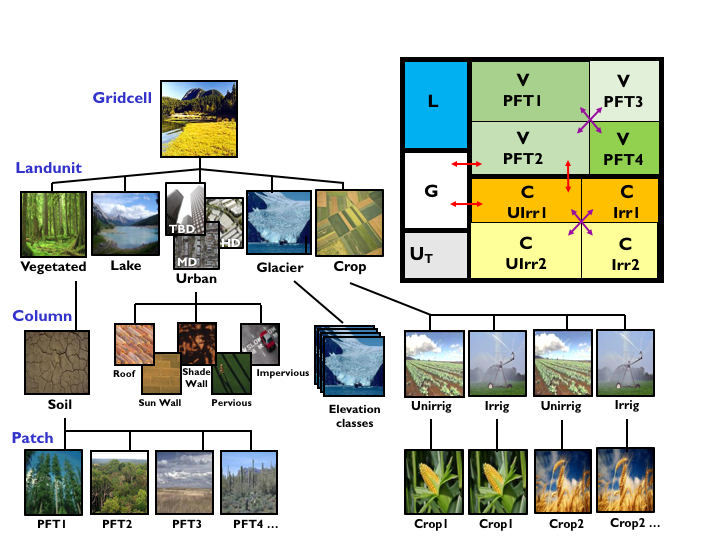 Gridcell
Landunit
TBD
HD
MD
Vegetated
Lake
Urban
Glacier
Crop
L
G
UT
V
PFT1
V
PFT3
V
PFT2
V
PFT4
C
UIrr1
C
Irr1
C
UIrr2
C
Irr2
Column
Soil
Roof
Sun Wall
Shade
Wall
Pervious
Impervious
Elevation
classes
Unirrig
Irrig
Unirrig
Irrig
Patch
PFT1
PFT2
PFT3
PFT4 ...
Crop1
Crop1
Crop2
Crop2 ...